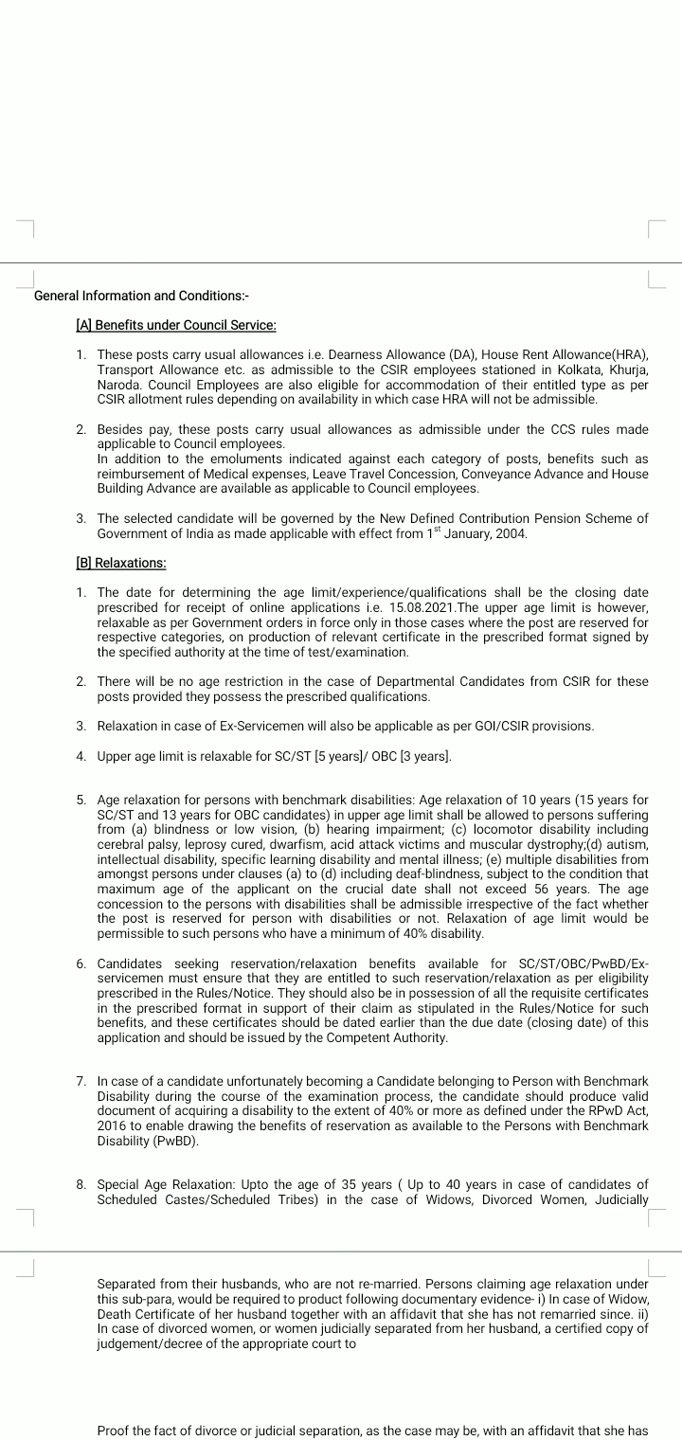 General Information and Conditions:-
[A] Benefits under Council Service:
1. These posts carry usual allowances i.e. Dearness Allowance (DA), House Rent Allowance(HRA),
Transport Allowance etc. as admissible to the CSIR employees stationed in Kolkata, Khurja,
Naroda. Council Employees are also eligible for accommodation of their entitled type as per
CSIR allotment rules depending on availability in which case HRA will not be admissible.
2. Besides pay, these posts carry usual allowances as admissible under the CCS rules made
applicable to Council employees.
In addition to the emoluments indicated against each category of posts, benefits such as
reimbursement of Medical expenses, Leave Travel Concession, Conveyance Advance and House
Building Advance are available as applicable to Council employees.
3. The selected candidate will be governed by the New Defined Contribution Pension Scheme of
Government of India as made applicable with effect from 1st January, 2004.
[B] Relaxations:
1. The date for determining the age limit/experience/qualifications shall be the closing date
prescribed for receipt of online applications i.e. 15.08.2021.The upper age limit is however,
relaxable as per Government orders in force only in those cases where the post are reserved for
respective categories, on production of relevant certificate in the prescribed format signed by
the specified authority at the time of test/examination.
2. There will be no age restriction in the case of Departmental Candidates from CSIR for these
posts provided they possess the prescribed qualifications.
3. Relaxation in case of Ex-Servicemen will also be applicable as per GOI/CSIR provisions.
4. Upper age limit is relaxable for SC/ST [5 years]/ OBC [3 years].
5. Age relaxation for persons with benchmark disabilities: Age relaxation of 10 years (15 years for
SC/ST and 13 years for OBC candidates) in upper age limit shall be allowed to persons suffering
from (a) blindness or low vision, (b) hearing impairment; (c) locomotor disability including
cerebral palsy, leprosy cured, dwarfism, acid attack victims and muscular dystrophy;(d) autism,
intellectual disability, specific learning disability and mental illness; (e) multiple disabilities from
amongst persons under clauses (a) to (d) including deaf-blindness, subject to the condition that
maximum age of the applicant on the crucial date shall not exceed 56 years. The age
concession to the persons with disabilities shall be admissible irrespective of the fact whether
the post is reserved for person with disabilities or not. Relaxation of age limit would be
permissible to such persons who have a minimum of 40% disability.
6. Candidates seeking reservation/relaxation benefits available for SC/ST/OBC/PwBD/Ex-
servicemen must ensure that they are entitled to such reservation/relaxation as per eligibility
prescribed in the Rules/Notice. They should also be in possession of all the requisite certificates
in the prescribed format in support of their claim as stipulated in the Rules/Notice for such
benefits, and these certificates should be dated earlier than the due date (closing date) of this
application and should be issued by the Competent Authority.
7. In case of a candidate unfortunately becoming a Candidate belonging to Person with Benchmark
Disability during the course of the examination process, the candidate should produce valid
document of acquiring a disability to the extent of 40% or more as defined under the RPwD Act,
2016 to enable drawing the benefits of reservation as available to the Persons with Benchmark
Disability (PwBD).
8. Special Age Relaxation: Upto the age of 35 years ( Up to 40 years in case of candidates of
Scheduled Castes/Scheduled Tribes) in the case of Widows, Divorced Women, Judicially
Separated from their husbands, who are not re-married. Persons claiming age relaxation under
this sub-para, would be required to product following documentary evidence- i) In case of Widow,
Death Certificate of her husband together with an affidavit that she has not remarried since. ii)
In case of divorced women, or women judicially separated from her husband, a certified copy of
judgement/decree of the appropriate court to
Proof the fact of divorce or judicial separation, as the case may be, with an affidavit that she has